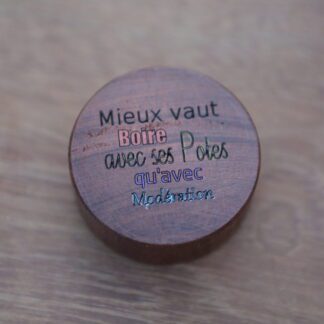 Mieux vaut
Boire
avec ses Potes
qu'avec
Modération